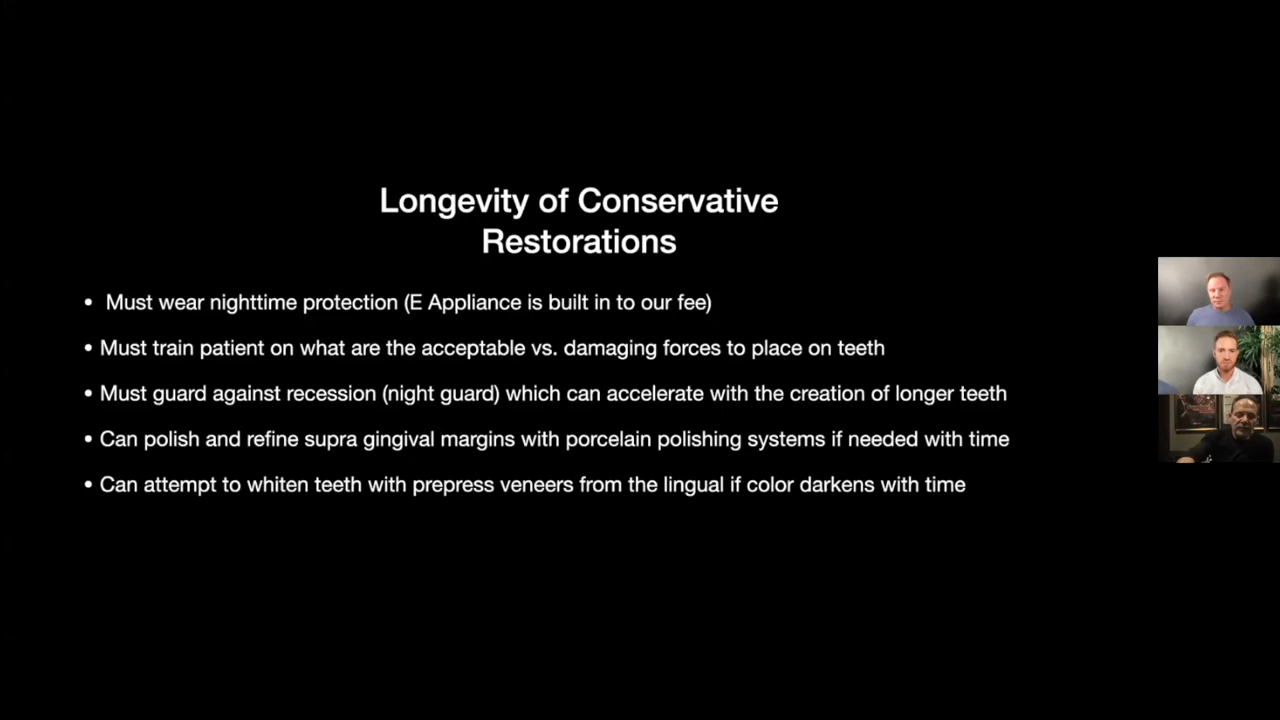 Longevity of Conservative
Restorations
• Must wear nighttime protection (E Appliance is built in to our fee)
• Must train patient on what are the acceptable vs. damaging forces to place on teeth
• Must guard against recession (night guard) which can accelerate with the creation of longer teeth
• Can polish and refine supra gingival margins with porcelain polishing systems if needed with time
• Can attempt to whiten teeth with prepress veneers from the lingual if color darkens with time